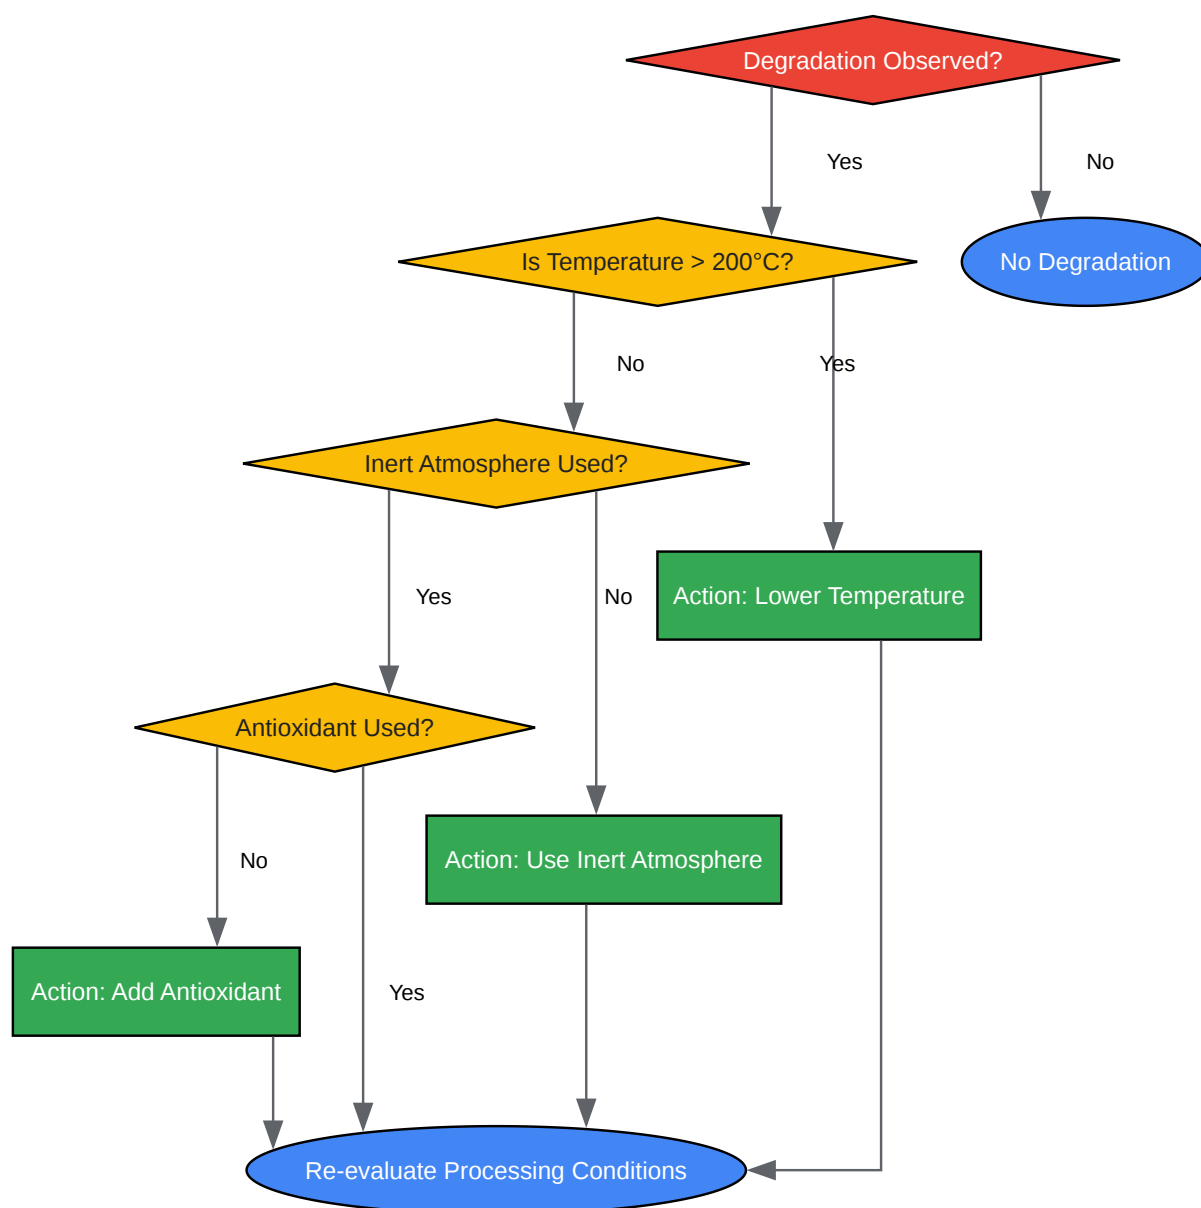 Degradation Observed?
Yes
No
Is Temperature > 200°C?
No Degradation
No
Yes
Inert Atmosphere Used?
Yes
No
Action: Lower Temperature
Antioxidant Used?
No
Action: Use Inert Atmosphere
Action: Add Antioxidant
Yes
Re-evaluate Processing Conditions